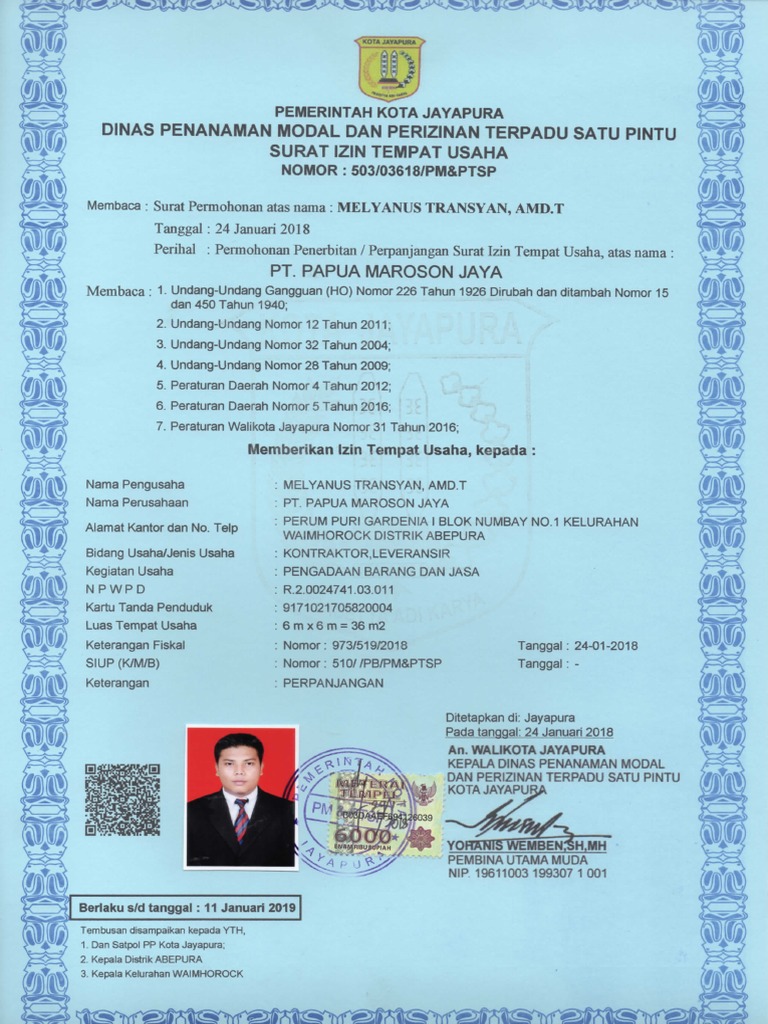 KOTA JAYAPURA
PEMERINTAH KOTA JAYAPURA
DINAS PENANAMAN MODAL DAN PERIZINAN TERPADU SATU PINTU
SURAT IZIN TEMPAT USAHA
NOMOR : 503/03618/PM&PTSP
Membaca : Surat Permohonan atas nama : MELYANUS TRANSYAN, AMD.T
Tanggal : 24 Januari 2018
Perihal : Permohonan Penerbitan / Perpanjangan Surat Izin Tempat Usaha, atas nama :
PT. PAPUA MAROSON JAYA
Membaca : 1. Undang-Undang Gangguan (HO) Nomor 226 Tahun 1926 Dirubah dan ditambah Nomor 15
dan 450 Tahun 1940;
2. Undang-Undang Nomor 12 Tahun 2011;
3. Undang-Undang Nomor 32 Tahun 2004;
4. Undang-Undang Nomor 28 Tahun 2009;
5. Peraturan Daerah Nomor 4 Tahun 2012;
6. Peraturan Daerah Nomor 5 Tahun 2016;
7. Peraturan Walikota Jayapura Nomor 31 Tahun 2016;
Memberikan Izin Tempat Usaha, kepada :
Nama Pengusaha : MELYANUS TRANSYAN, AMD.T
Nama Perusahaan : PT. PAPUA MAROSON JAYA
Alamat Kantor dan No. Telp : PERUM PURI GARDENIA I BLOK NUMBAY NO.1 KELURAHAN
WAIMHOROCK DISTRIK ABEPURA
Bidang Usaha/Jenis Usaha : KONTRAKTOR,LEVERANSIR
Kegiatan Usaha : PENGADAAN BARANG DAN JASA
N P W P D : R.2.0024741.03.011
Kartu Tanda Penduduk : 9171021705820004
Luas Tempat Usaha : 6 m x 6 m = 36 m2
Keterangan Fiskal : Nomor : 973/519/2018 Tanggal : 24-01-2018
SIUP (K/M/B) : Nomor : 510/ /PB/PM&PTSP Tanggal : -
Keterangan : PERPANJANGAN
Ditetapkan di: Jayapura
Pada tanggal: 24 Januari 2018
An. WALIKOTA JAYAPURA
KEPALA DINAS PENANAMAN MODAL
DAN PERIZINAN TERPADU SATU PINTU
KOTA JAYAPURA
PEMERINTAH
JAYAPURA
METERAI
TEMPEL
6000
ENAM RIBU RUPIAH
YOHANIS WEMBEN,SH,MH
PEMBINA UTAMA MUDA
NIP. 19611003 199307 1 001
Berlaku s/d tanggal : 11 Januari 2019
Tembusan disampaikan kepada YTH,
1. Dan Satpol PP Kota Jayapura;
2. Kepala Distrik ABEPURA
3. Kepala Kelurahan WAIMHOROCK